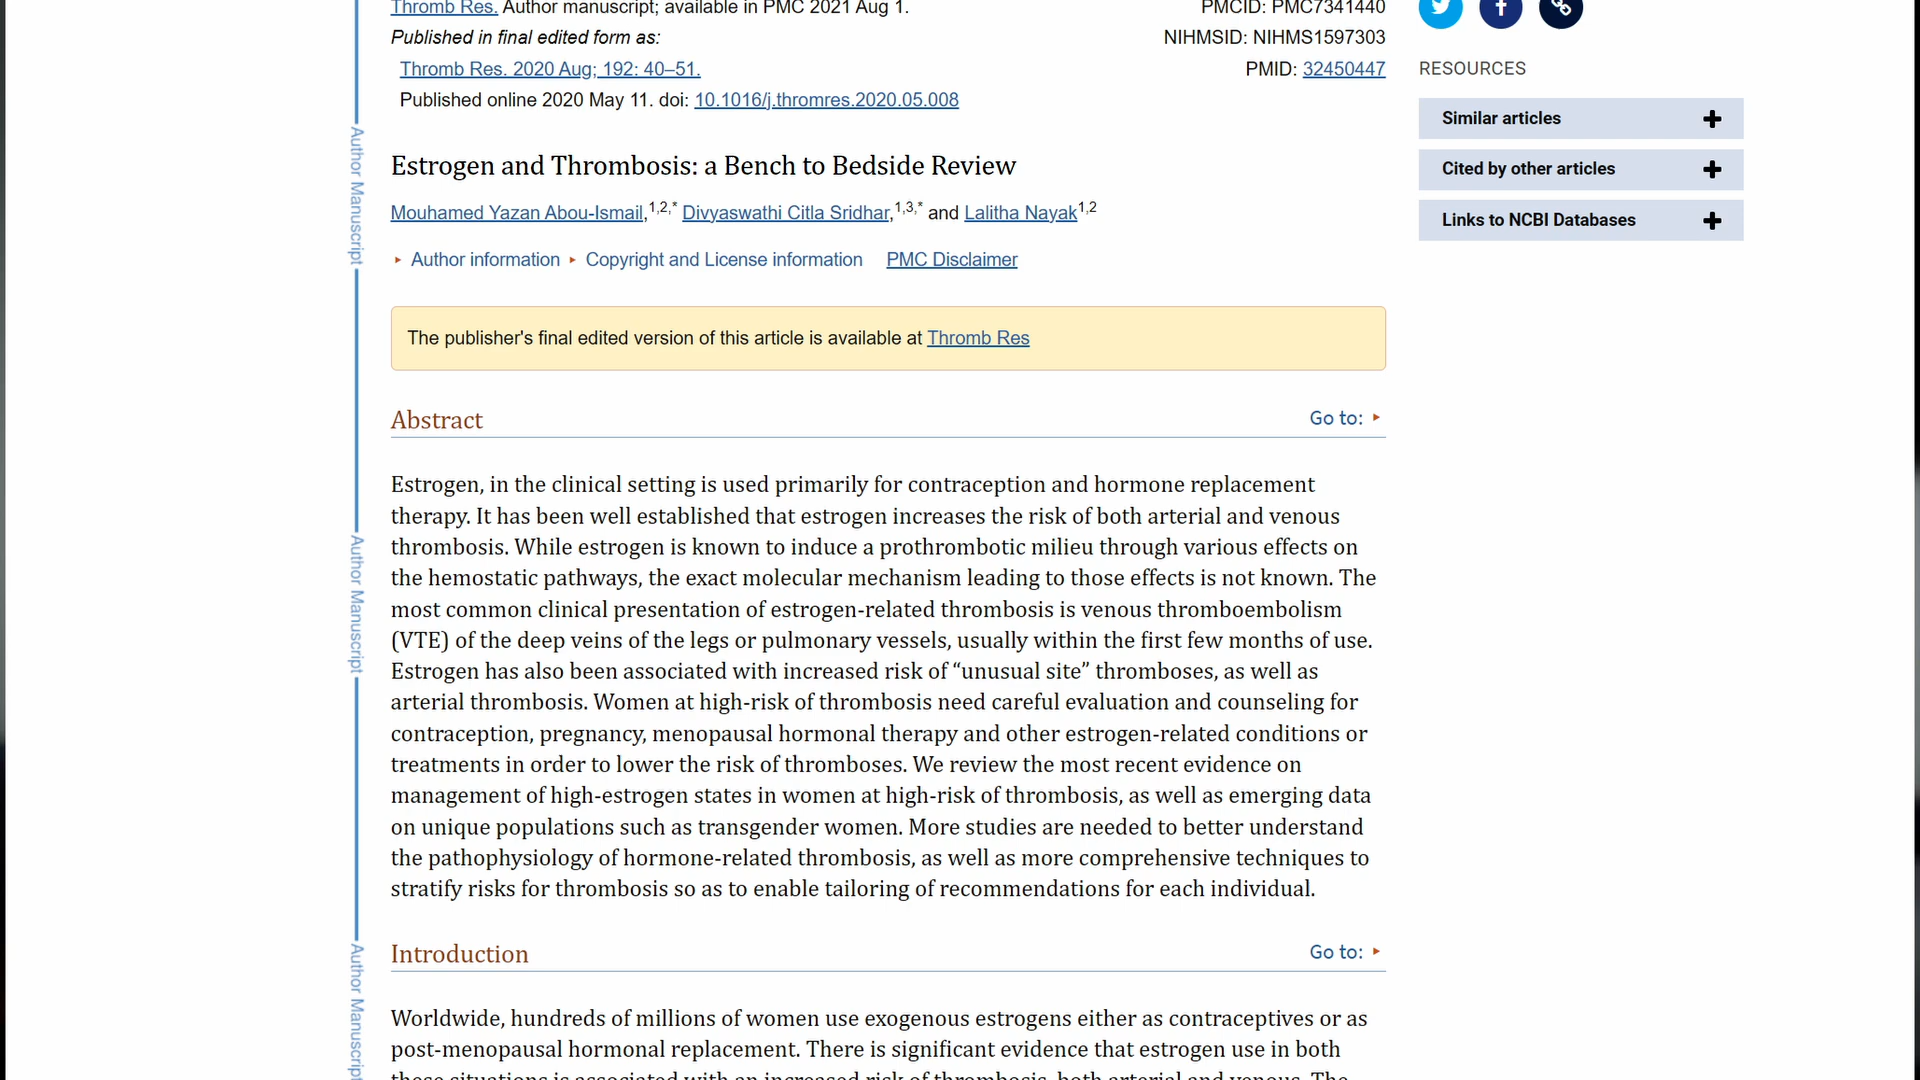 Thromb Res. Author manuscript; available in PMC 2021 Aug 1.
Published in final edited form as:
Thromb Res. 2020 Aug; 192: 40–51.
Published online 2020 May 11. doi: 10.1016/j.thromres.2020.05.008
PMCID: PMC7341440
NIHMSID: NIHMS1597303
PMID: 32450447
Estrogen and Thrombosis: a Bench to Bedside Review
Mouhamed Yazan Abou-Ismail,1,2,* Divyaswathi Citla Sridhar,1,3,* and Lalitha Nayak1,2
Author information Copyright and License information PMC Disclaimer
The publisher's final edited version of this article is available at Thromb Res
Abstract
Go to:
Estrogen, in the clinical setting is used primarily for contraception and hormone replacement
therapy. It has been well established that estrogen increases the risk of both arterial and venous
thrombosis. While estrogen is known to induce a prothrombotic milieu through various effects on
the hemostatic pathways, the exact molecular mechanism leading to those effects is not known. The
most common clinical presentation of estrogen-related thrombosis is venous thromboembolism
(VTE) of the deep veins of the legs or pulmonary vessels, usually within the first few months of use.
Estrogen has also been associated with increased risk of “unusual site” thromboses, as well as
arterial thrombosis. Women at high-risk of thrombosis need careful evaluation and counseling for
contraception, pregnancy, menopausal hormonal therapy and other estrogen-related conditions or
treatments in order to lower the risk of thromboses. We review the most recent evidence on
management of high-estrogen states in women at high-risk of thrombosis, as well as emerging data
on unique populations such as transgender women. More studies are needed to better understand
the pathophysiology of hormone-related thrombosis, as well as more comprehensive techniques to
stratify risks for thrombosis so as to enable tailoring of recommendations for each individual.
Introduction
Go to:
Worldwide, hundreds of millions of women use exogenous estrogens either as contraceptives or as
post-menopausal hormonal replacement. There is significant evidence that estrogen use in both
these situations is associated with an increased risk of thrombosis, both arterial and venous. The
Author Manuscript
Author Manuscript
Author Manuscript
RESOURCES
Similar articles
Cited by other articles
Links to NCBI Databases